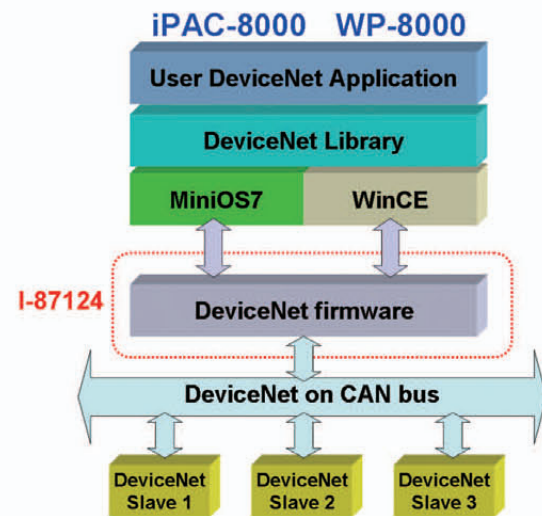 iPAC-8000 WP-8000
User DeviceNet Application
DeviceNet Library
MiniOS7 WinCE
I-87124
DeviceNet firmware
DeviceNet on CAN bus
DeviceNet Slave 1
DeviceNet Slave 2
DeviceNet Slave 3